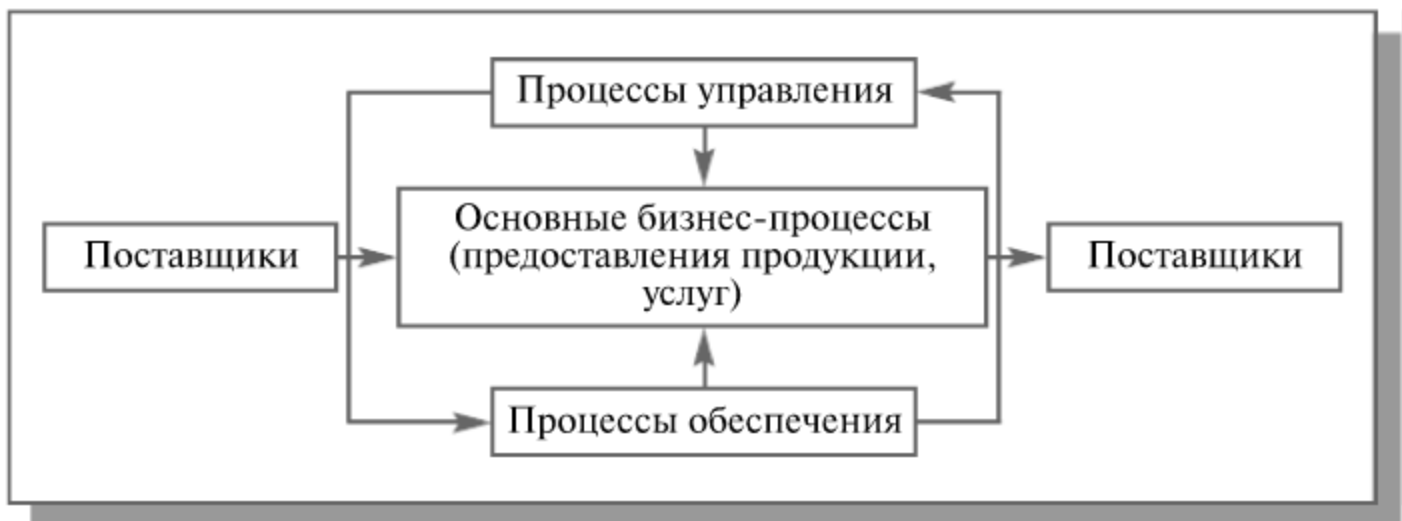 Процессы управления
Основные бизнес-процессы
(предоставления продукции,
услуг)
Поставщики
Поставщики
Процессы обеспечения